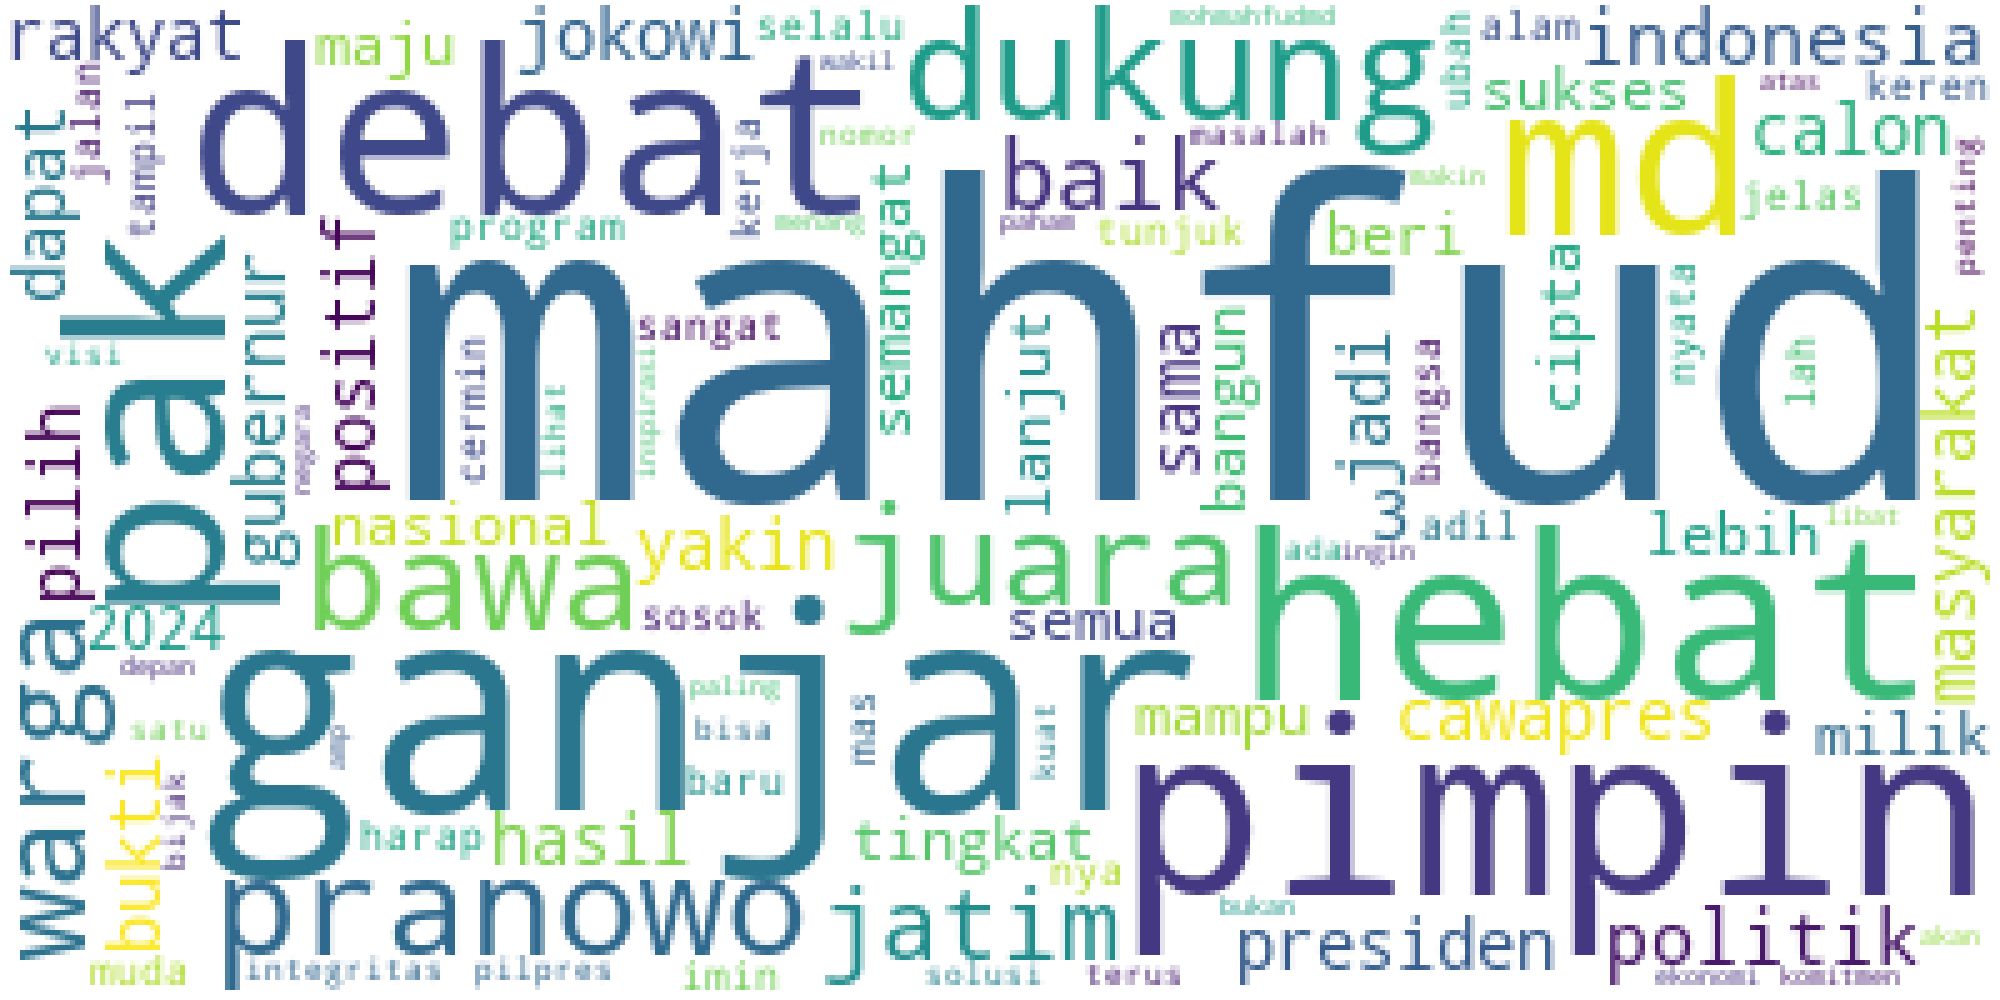 rakyat
maju
jokowi
selalu
dukung
mohmahfudmd
ubah
alam
indonesia
jalan
debat
wakil
sukses
atas
keren
dapat
tampil
kerja
nomor
baik
masalah
md
calon
program
menang
semangat
paham
tunjuk
makin
beri
jelas
penting
pak
gubernur
positif
mahfud
cipta
nyata
visi
sangat
cermin
lihat
inspirasi
lanjut
sama
bangun
jadi
bangsa
lah
masyarakat
pilih
negara
nasional
bawa
yakin
juara
3
adil
lebih
libat
ada
ingin
hebat
2024
sosok
semua
warga
depan
ganjar
paling
satu
amp
bisa
mas
kuat
mampu
cawapres
milik
bukti
bijak
baru
pimpin
harap
hasil
tingkat
nya
pranowo
jatim
bukan
presiden
politik
akan
muda
integritas
pilpres
imin
solusi
terus
ekonomi
komitmen